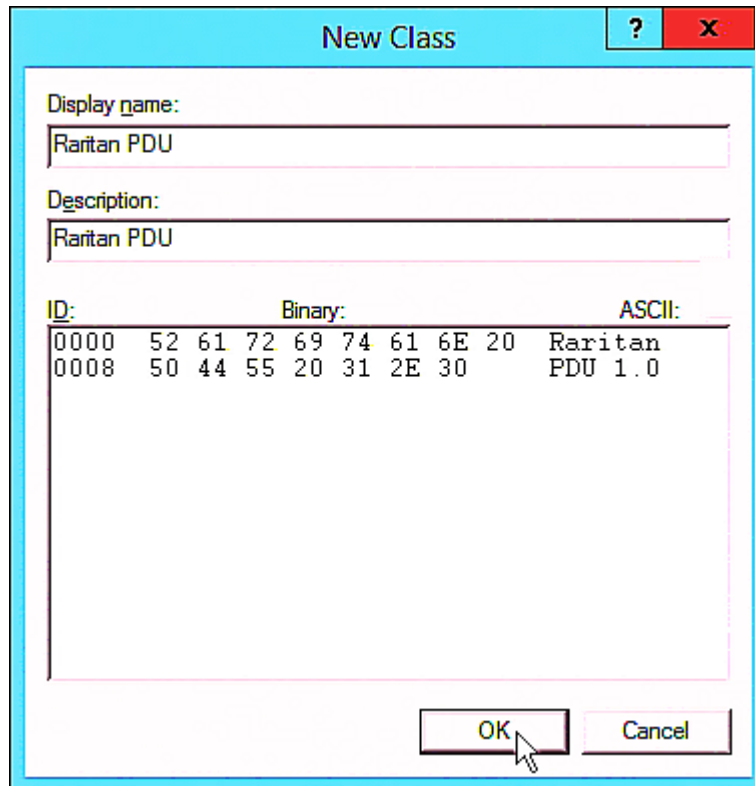 New Class
? x
Display name:
Raritan PDU
Description:
Raritan PDU
ID: Binary: ASCII:
0000 52 61 72 69 74 61 6E 20 Raritan
0008 50 44 55 20 31 2E 30 PDU 1.0
OK Cancel